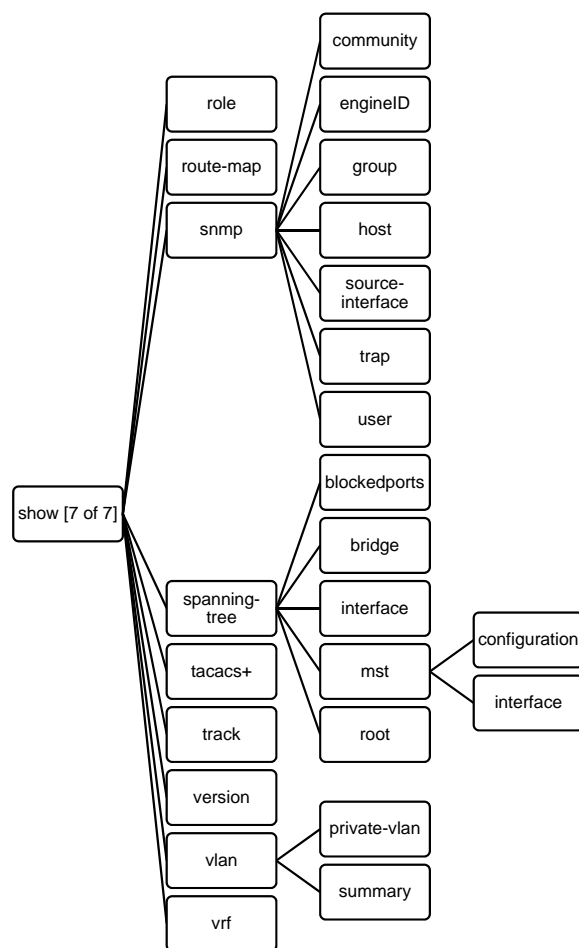 community
role
engineID
route-map
group
snmp
host
source-
interface
trap
user
blockedports
show [7 of 7]
bridge
spanning-
tree
interface
configuration
tacacs+
mst
interface
track
root
version
private-vlan
vlan
summary
vrf